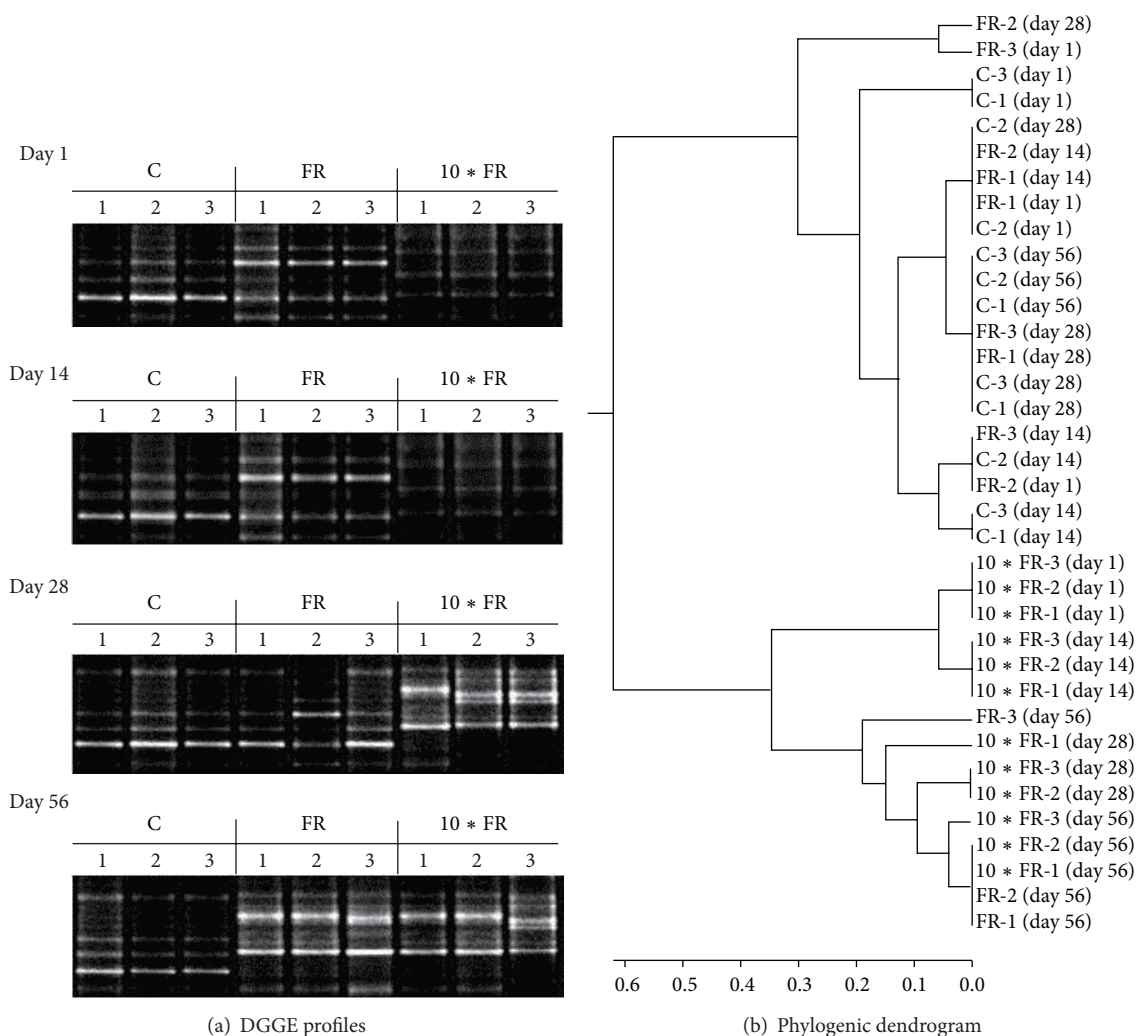 Day 1
C FR 10 ∗ FR
1 2 3 1 2 3 1 2 3
Day 14
C FR 10 ∗ FR
1 2 3 1 2 3 1 2 3
Day 28
C FR 10 ∗ FR
1 2 3 1 2 3 1 2 3
Day 56
C FR 10 ∗ FR
1 2 3 1 2 3 1 2 3
(a) DGGE profiles
FR-2 (day 28)
FR-3 (day 1)
C-3 (day 1)
C-1 (day 1)
C-2 (day 28)
FR-2 (day 14)
FR-1 (day 14)
FR-1 (day 1)
C-2 (day 1)
C-3 (day 56)
C-2 (day 56)
C-1 (day 56)
FR-3 (day 28)
FR-1 (day 28)
C-3 (day 28)
C-1 (day 28)
FR-3 (day 14)
C-2 (day 14)
FR-2 (day 1)
C-3 (day 14)
C-1 (day 14)
10 ∗ FR-3 (day 1)
10 ∗ FR-2 (day 1)
10 ∗ FR-1 (day 1)
10 ∗ FR-3 (day 14)
10 ∗ FR-2 (day 14)
10 ∗ FR-1 (day 14)
FR-3 (day 56)
10 ∗ FR-1 (day 28)
10 ∗ FR-3 (day 28)
10 ∗ FR-2 (day 28)
10 ∗ FR-3 (day 56)
10 ∗ FR-2 (day 56)
10 ∗ FR-1 (day 56)
FR-2 (day 56)
FR-1 (day 56)
0.6 0.5 0.4 0.3 0.2 0.1 0.0
(b) Phylogenic dendrogram